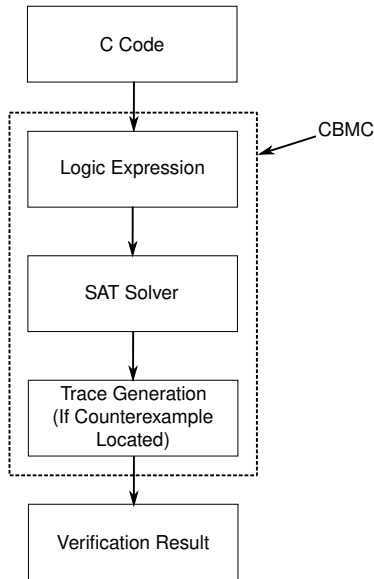 C Code
CBMC
Logic Expression
SAT Solver
Trace Generation
(If Counterexample
Located)
Verification Result